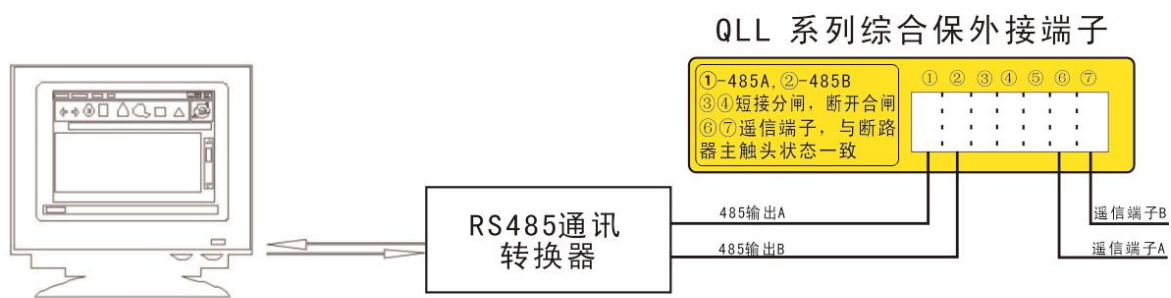 QLL 系列综合保外接端子
①-485A,②-485B
③④短接分闸，断开合闸
⑥⑦遥信端子，与断路
器主触头状态一致
① ② ③ ④ ⑤ ⑥ ⑦
RS485通讯
转换器
485输出A
485输出B
遥信端子B
遥信端子A